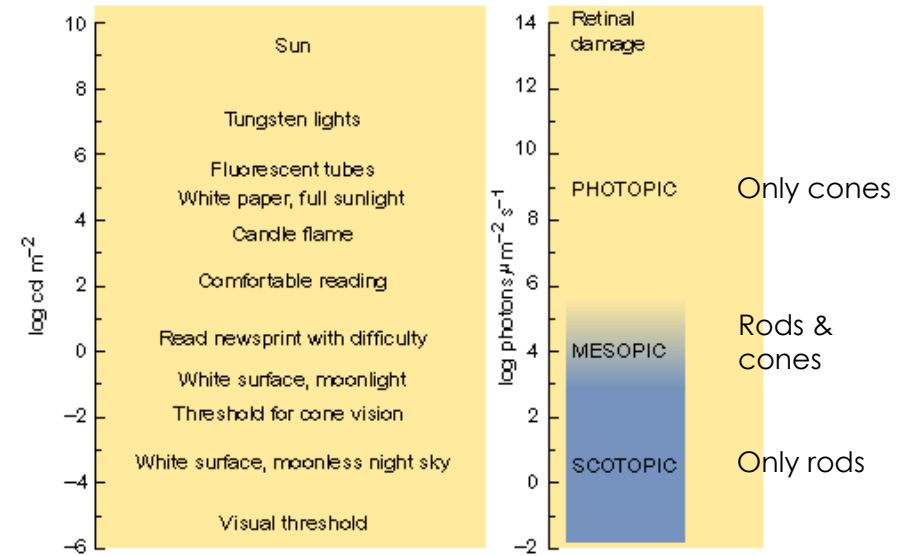 10
8
6
4
2
0
–2
–4
–6
log cd m–2
Sun
Tungsten lights
Fluorescent tubes
White paper, full sunlight
Candle flame
Comfortable reading
Read newsprint with difficulty
White surface, moonlight
Threshold for cone vision
White surface, moonless night sky
Visual threshold
14
12
10
8
6
4
2
0
–2
log photons µm–2 s–1
Retinal
damage
PHOTOPIC
MESOPIC
SCOTOPIC
Only cones
Rods &
cones
Only rods